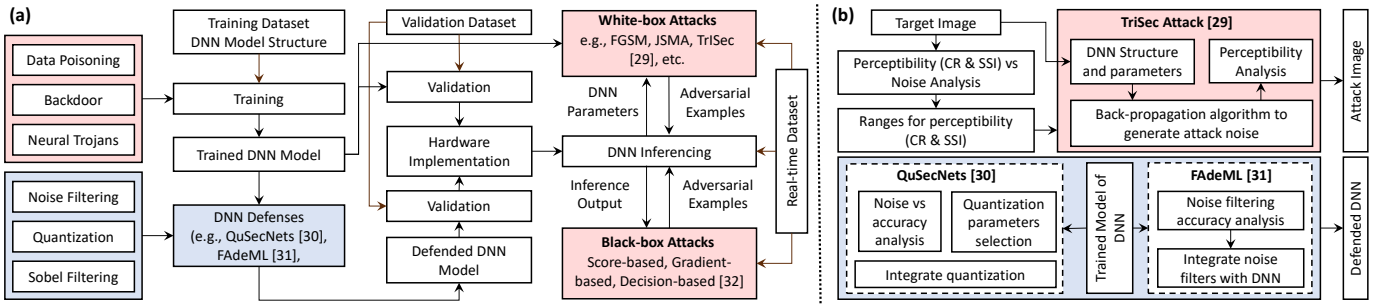 (a)
Training Dataset
DNN Model Structure
Data Poisoning
Backdoor
Neural Trojans
Training
Trained DNN Model
Noise Filtering
Quantization
Sobel Filtering
DNN Defenses
(e.g., QuSecNets [30],
FAdeML [31],
Validation Dataset
Validation
Hardware
Implementation
Validation
Defended DNN
Model
White-box Attacks
e.g., FGSM, JSMA, TrISec
[29], etc.
DNN
Parameters
Adversarial
Examples
DNN Inferencing
Inference
Output
Adversarial
Examples
Black-box Attacks
Score-based, Gradient-
based, Decision-based [32]
Real-time Dataset
(b)
Target Image
Perceptibility (CR & SSI) vs
Noise Analysis
Ranges for perceptibility
(CR & SSI)
TriSec Attack [29]
DNN Structure
and parameters
Perceptibility
Analysis
Back-propagation algorithm to
generate attack noise
Attack Image
QuSecNets [30]
Noise vs
accuracy
analysis
Quantization
parameters
selection
Integrate quantization
Trained Model of
DNN
FAdeML [31]
Noise filtering
accuracy analysis
Integrate noise
filters with DNN
Defended DNN